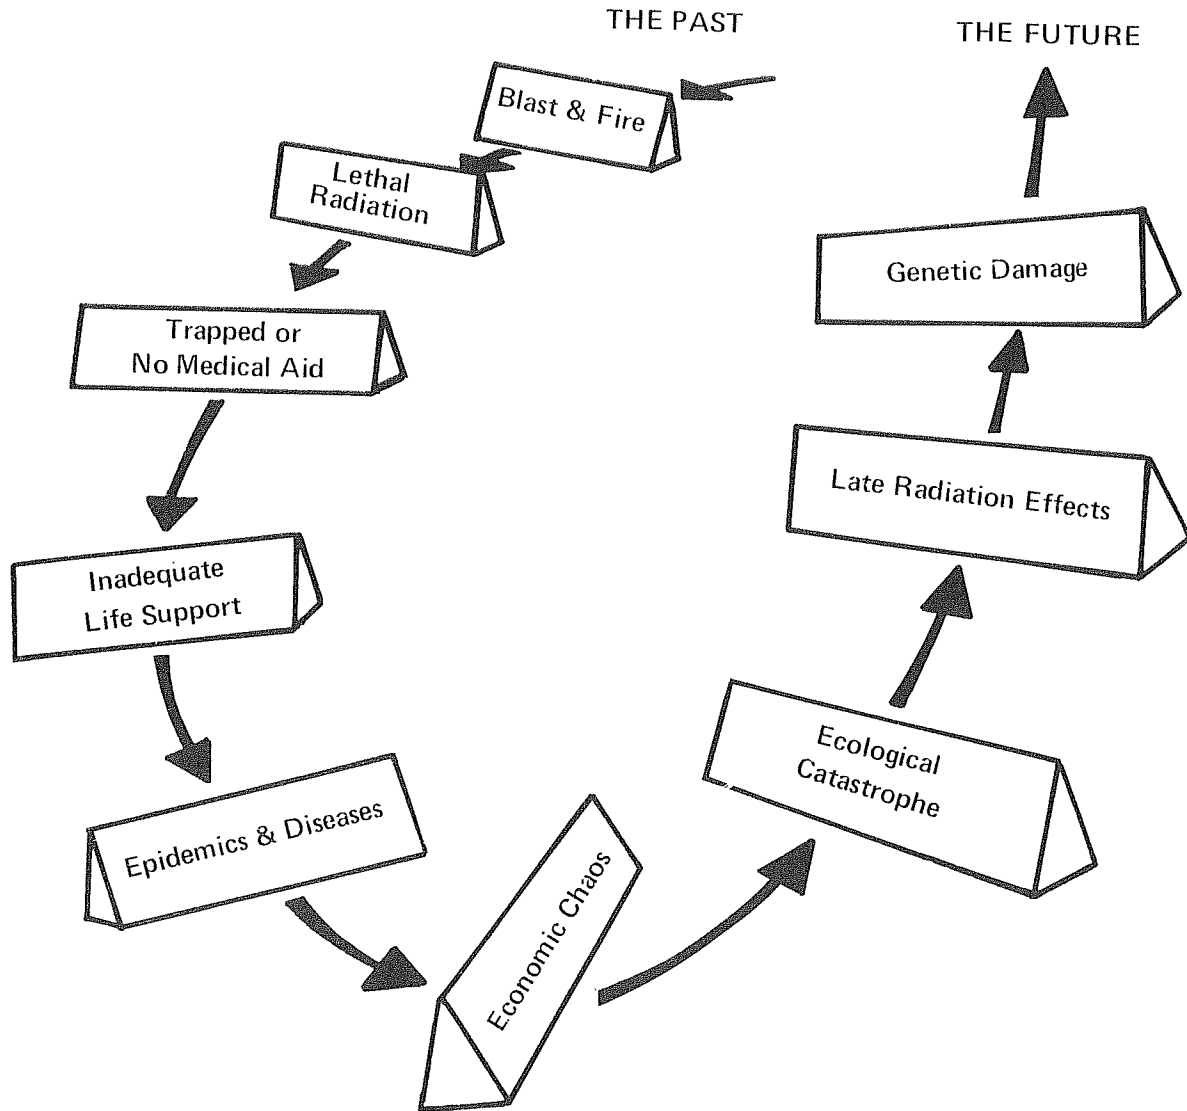 THE PAST
THE FUTURE
Blast & Fire
Lethal
Radiation
Trapped or
No Medical Aid
Inadequate
Life Support
Epidemics & Diseases
Economic Chaos
Ecological
Catastrophe
Late Radiation Effects
Genetic Damage